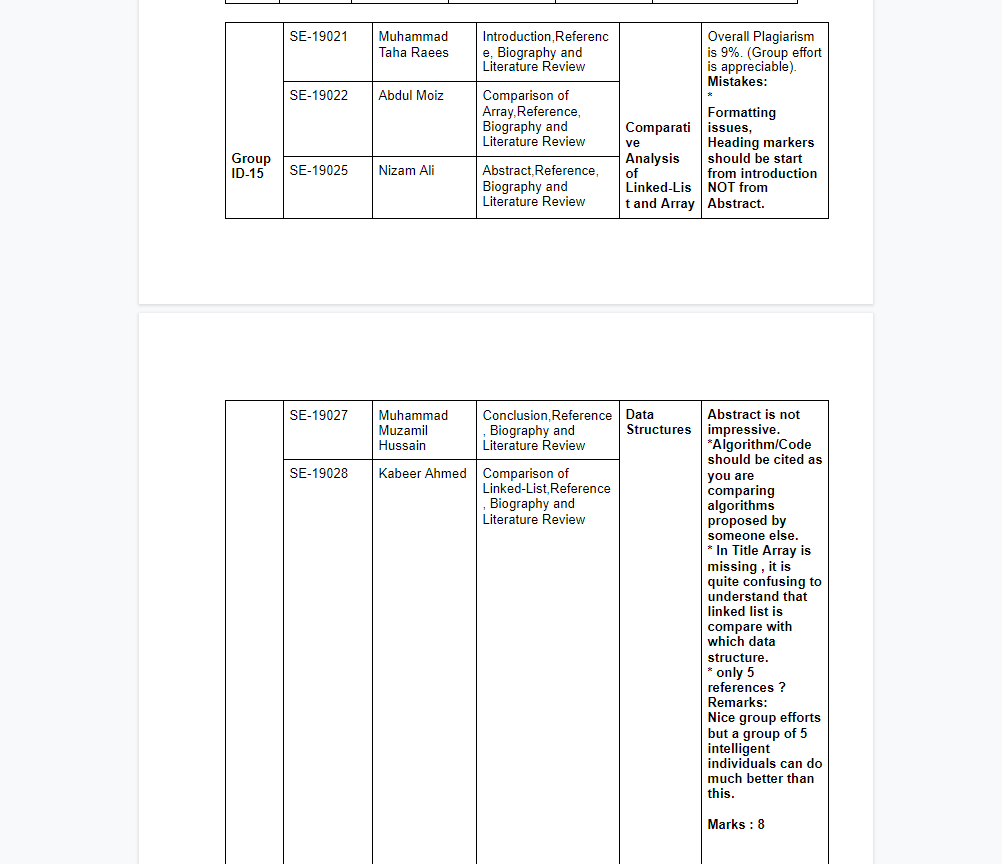 Group
ID-15
SE-19021
Muhammad
Taha Raees
Introduction,Referenc
e, Biography and
Literature Review
SE-19022
Abdul Moiz
Comparison of
Array,Reference,
Biography and
Literature Review
SE-19025
Nizam Ali
Abstract,Reference,
Biography and
Literature Review
Comparati
ve
Analysis
of
Linked-Lis
t and Array
Overall Plagiarism
is 9%. (Group effort
is appreciable).
Mistakes:
*
Formatting
issues,
Heading markers
should be start
from introduction
NOT from
Abstract.
SE-19027
Muhammad
Muzamil
Hussain
Conclusion,Reference
, Biography and
Literature Review
SE-19028
Kabeer Ahmed
Comparison of
Linked-List,Reference
, Biography and
Literature Review
Data
Structures
Abstract is not
impressive.
*Algorithm/Code
should be cited as
you are
comparing
algorithms
proposed by
someone else.
* In Title Array is
missing , it is
quite confusing to
understand that
linked list is
compare with
which data
structure.
* only 5
references ?
Remarks:
Nice group efforts
but a group of 5
intelligent
individuals can do
much better than
this.
Marks : 8